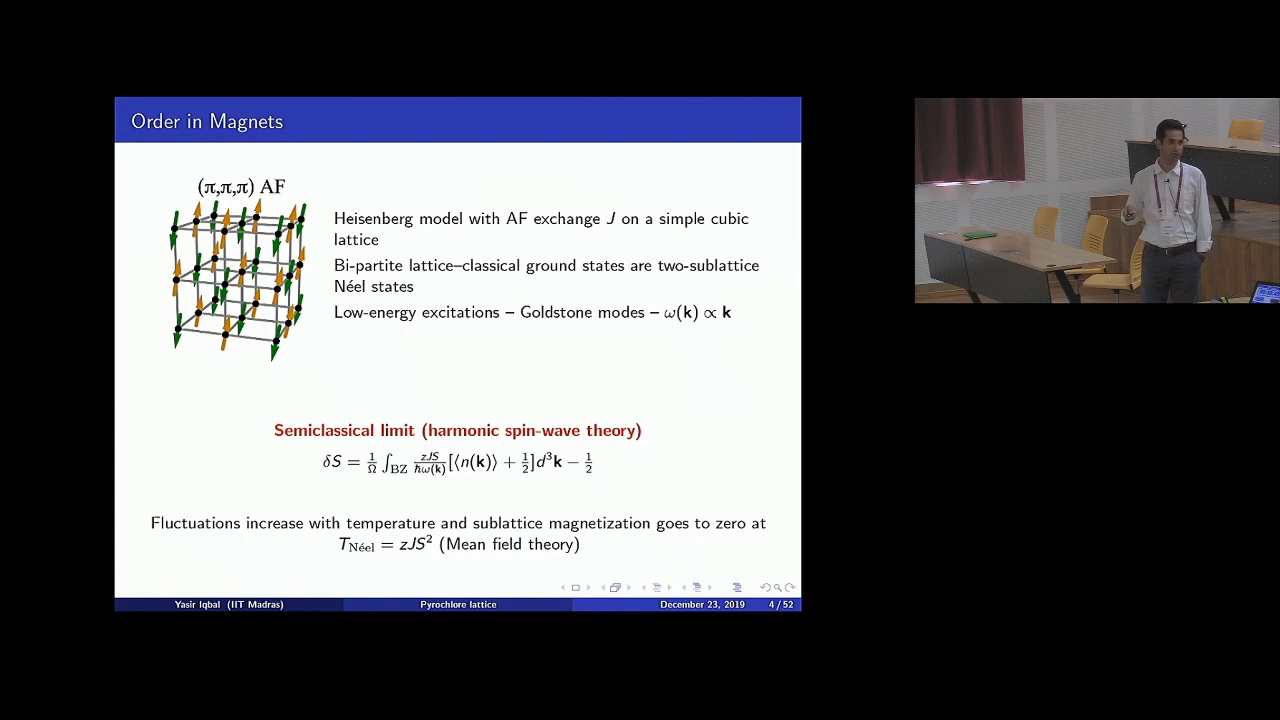 Order in Magnets
(π,π,π) AF
Heisenberg model with AF exchange J on a simple cubic
lattice
Bi-partite lattice–classical ground states are two-sublattice
Néel states
Low-energy excitations – Goldstone modes – ω(k) ∝ k
Semiclassical limit (harmonic spin-wave theory)
δS = 1/Ω ∫_BZ zJS/ħω(k) [⟨n(k)⟩ + 1/2]d³k − 1/2
Fluctuations increase with temperature and sublattice magnetization goes to zero at
T_Néel = zJS² (Mean field theory)
Yasir Iqbal (IIT Madras) Pyrochlore lattice December 23, 2019 4 / 52